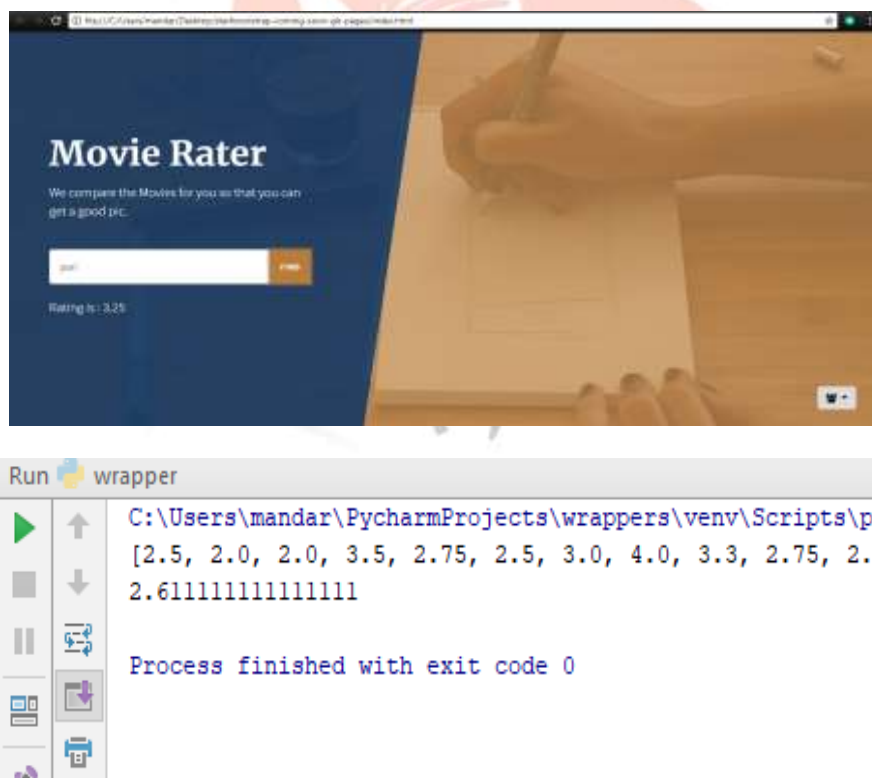 Movie Rater
We compare the Movies for you so that you can
get a good pic.
Rating is : 3.25
Run wrapper
C:\Users\mandar\PycharmProjects\wrappers\venv\Scripts\p
[2.5, 2.0, 2.0, 3.5, 2.75, 2.5, 3.0, 4.0, 3.3, 2.75, 2.
2.611111111111111
Process finished with exit code 0